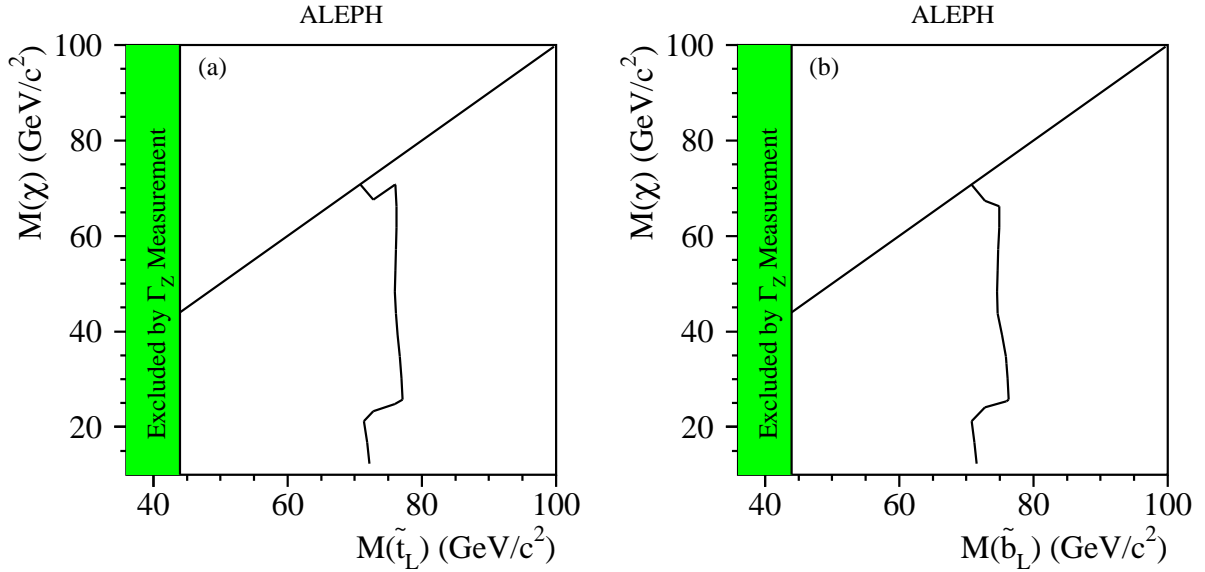 ALEPH
(a)
M(χ) (GeV/c²)
100
80
60
40
20
Excluded by Γ_Z Measurement
40
60
80
100
M(t̃_L) (GeV/c²)
ALEPH
(b)
M(χ) (GeV/c²)
100
80
60
40
20
Excluded by Γ_Z Measurement
40
60
80
100
M(b̃_L) (GeV/c²)